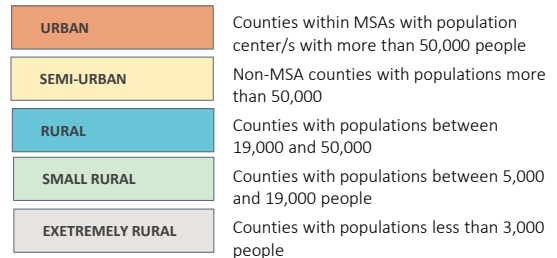 URBAN
Counties within MSAs with population
center/s with more than 50,000 people
SEMI-URBAN
Non-MSA counties with populations more
than 50,000
RURAL
Counties with populations between
19,000 and 50,000
SMALL RURAL
Counties with populations between 5,000
and 19,000 people
EXETREMELY RURAL
Counties with populations less than 3,000
people